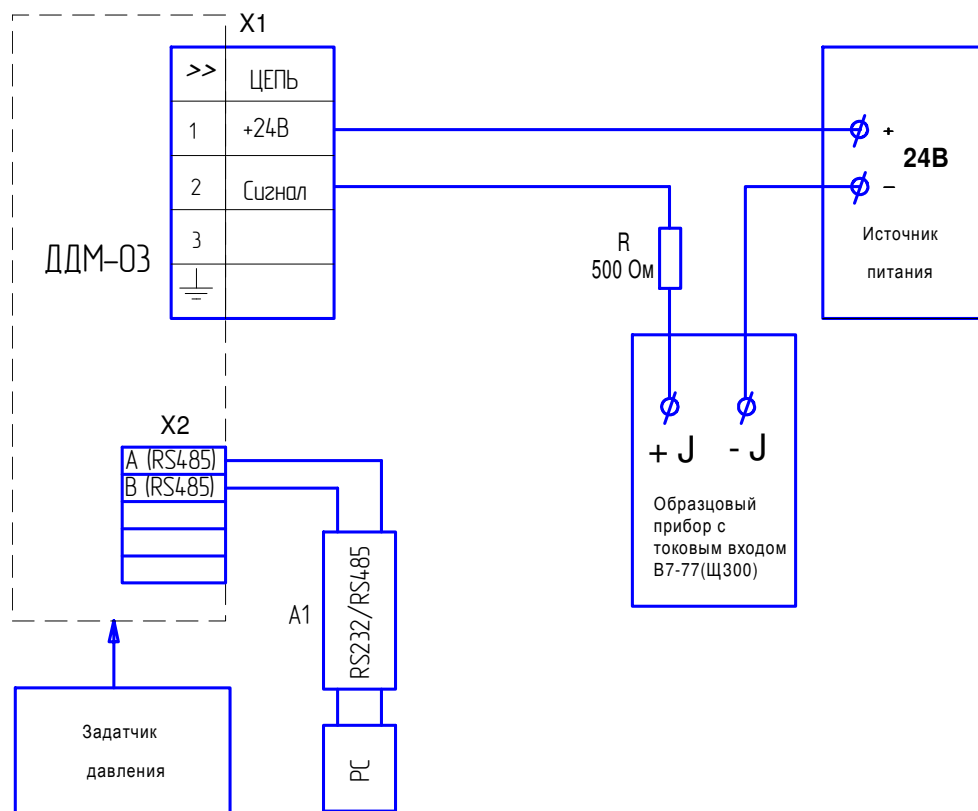 X1
>> ЦЕПЬ
1 +24В
2 Сигнал
3
ДДМ-03
+
24В
–
Источник
питания
R
500 Ом
+ J - J
Образцовый
прибор с
токовым входом
В7-77(Щ300)
X2
A (RS485)
B (RS485)
A1
RS232/RS485
PC
Задатчик
давления